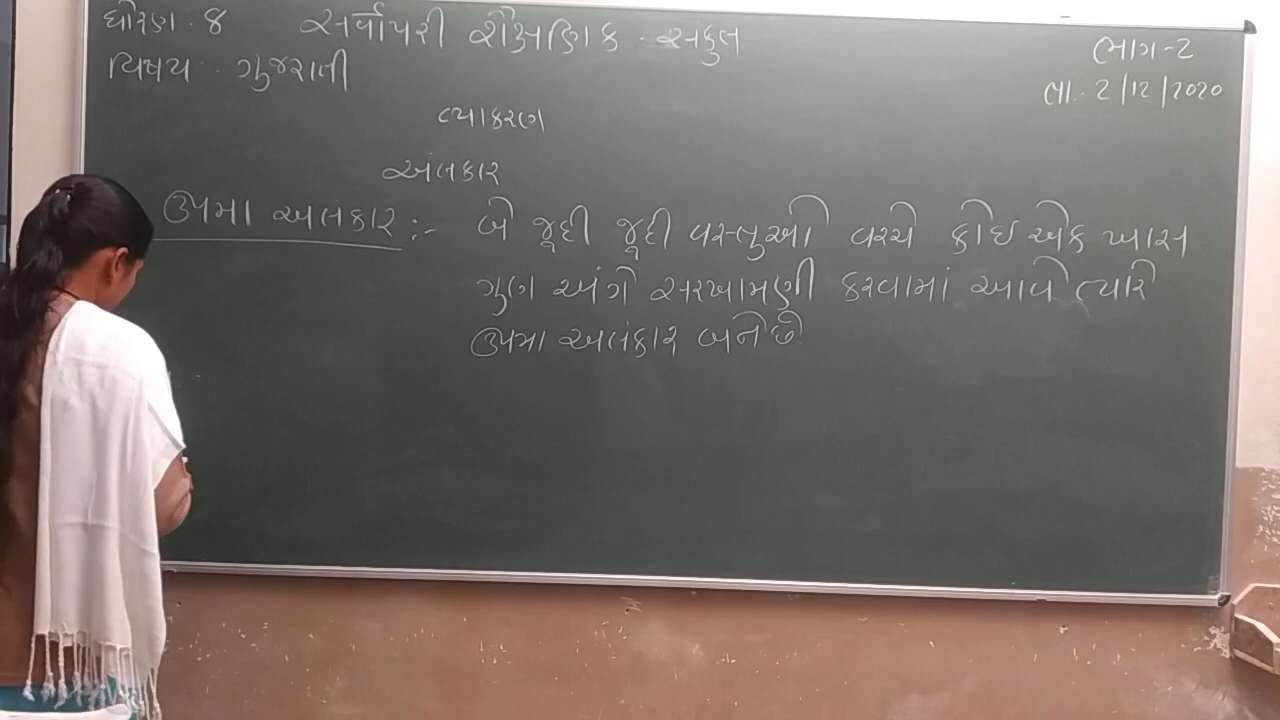 ધોરણ - ૪ સર્વોપરી શૈક્ષણિક - સંકુલ ભાગ-2
વિષય - ગુજરાતી તા. - 2/12/2020
વ્યાકરણ
અલંકાર
ઉપમા અલંકાર :- બે જૂદી જૂદી વસ્તુઓ વચ્ચે કોઈ એક ખાસ
ગુણ અંગે સરખામણી કરવામાં આવે ત્યારે
ઉપમા અલંકાર બને છે.